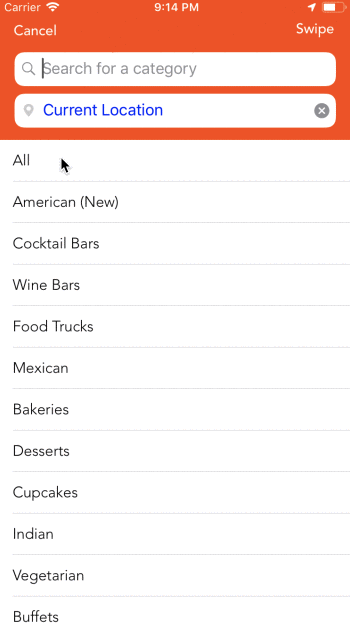 Carrier 9:14 PM
Cancel Swipe
Search for a category
Current Location
All
American (New)
Cocktail Bars
Wine Bars
Food Trucks
Mexican
Bakeries
Desserts
Cupcakes
Indian
Vegetarian
Buffets